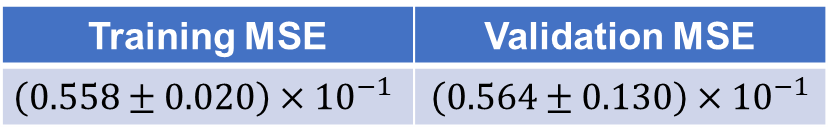 Training MSE Validation MSE
(0.558 ± 0.020) × 10⁻¹ (0.564 ± 0.130) × 10⁻¹